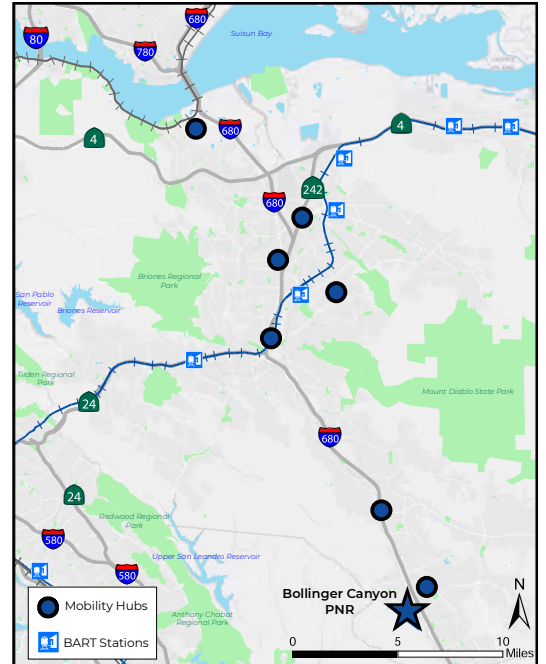 680
80
Suisun Bay
780
680
4
4
242
680
Briones Regional
Park
San Pablo
Reservoir
Briones Reservoir
Tilden Regional
Park
Mount Diablo State Park
24
680
24
Redwood Regional
Park
580
Upper San Leandro Reservoir
580
Bollinger Canyon
PNR
N
Mobility Hubs
Anthony Chabot
Regional Park
BART Stations
0
5
10
Miles